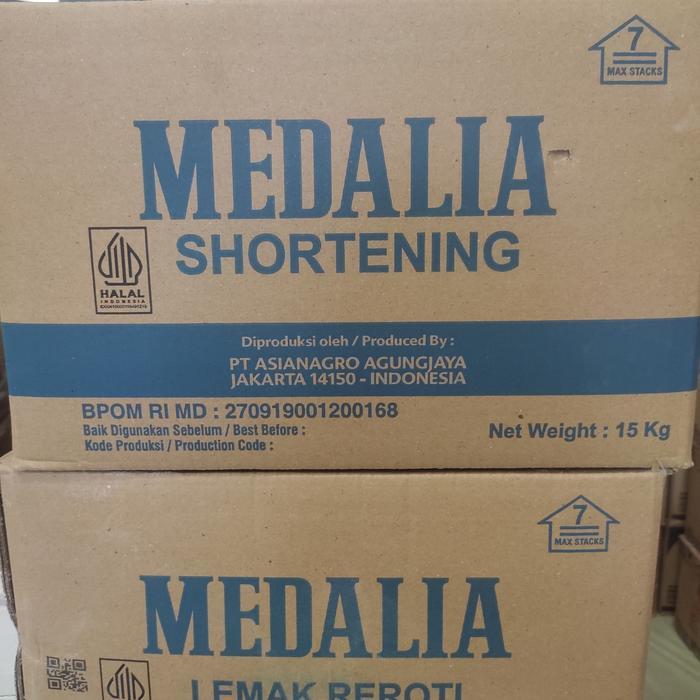 7
MAX STACKS
MEDALIA
SHORTENING
HALAL
INDONESIA
Diproduksi oleh / Produced By :
PT ASIANAGRO AGUNGJAYA
JAKARTA 14150 - INDONESIA
BPOM RI MD : 270919001200168
Baik Digunakan Sebelum / Best Before :
Kode Produksi / Production Code :
Net Weight : 15 Kg
7
MAX STACKS
MEDALIA
LEMAK REROTI